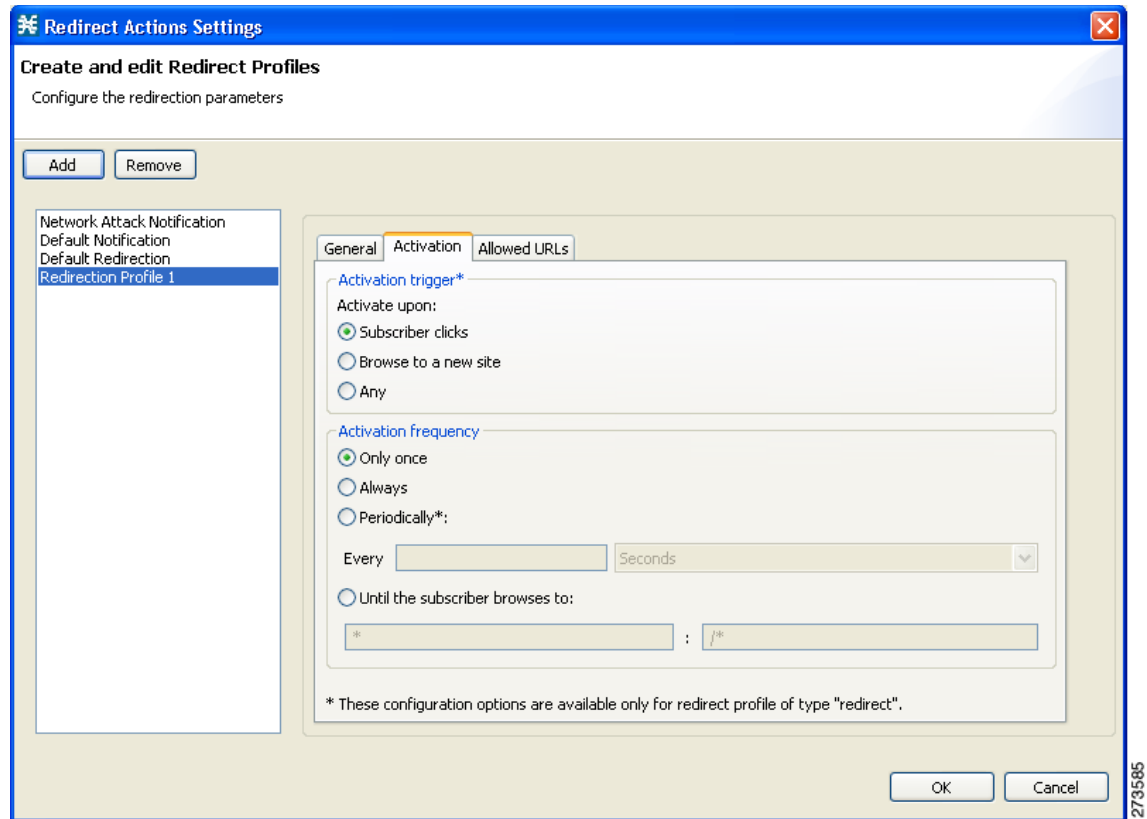 Redirect Actions Settings
Create and edit Redirect Profiles
Configure the redirection parameters
Add Remove
Network Attack Notification
Default Notification
Default Redirection
Redirection Profile 1
General Activation Allowed URLs
Activation trigger*
Activate upon:
Subscriber clicks
Browse to a new site
Any
Activation frequency
Only once
Always
Periodically*:
Every Seconds
Until the subscriber browses to:
* : /*
* These configuration options are available only for redirect profile of type "redirect".
OK Cancel
273585